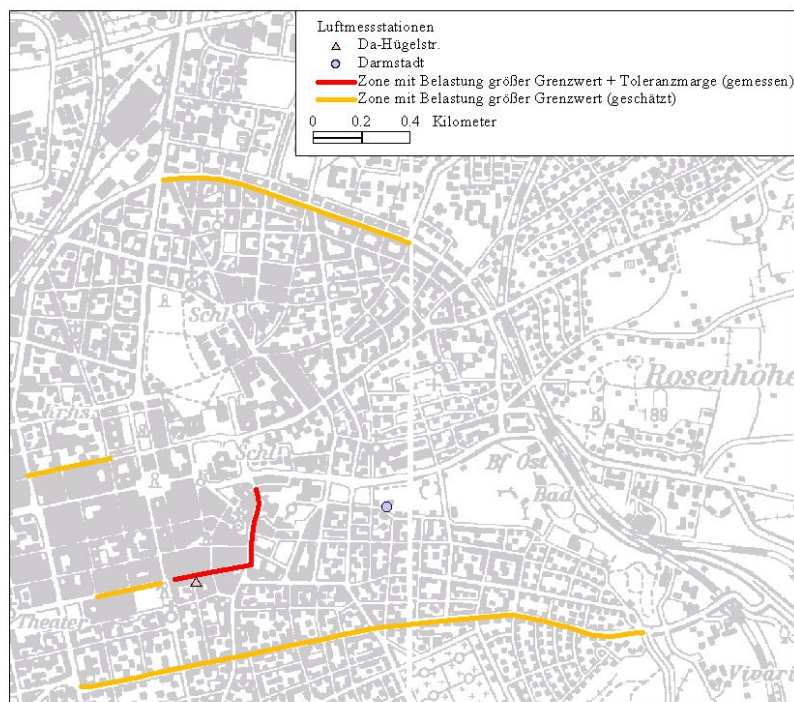 Luftmessstationen
Da-Hügelstr.
Darmstadt
Zone mit Belastung größer Grenzwert + Toleranzmarge (gemessen)
Zone mit Belastung größer Grenzwert (geschätzt)
0 0.2 0.4 Kilometer
Schl
Rosenhöhe
189
Krhs.
Schl
Bf Ost
Bad
Theater